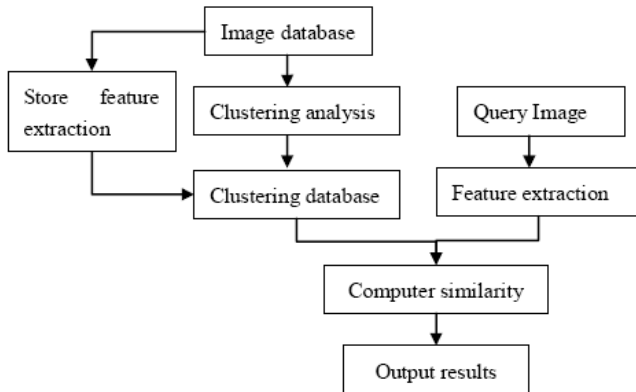 Image database
Store feature
extraction
Clustering analysis
Query Image
Clustering database
Feature extraction
Computer similarity
Output results